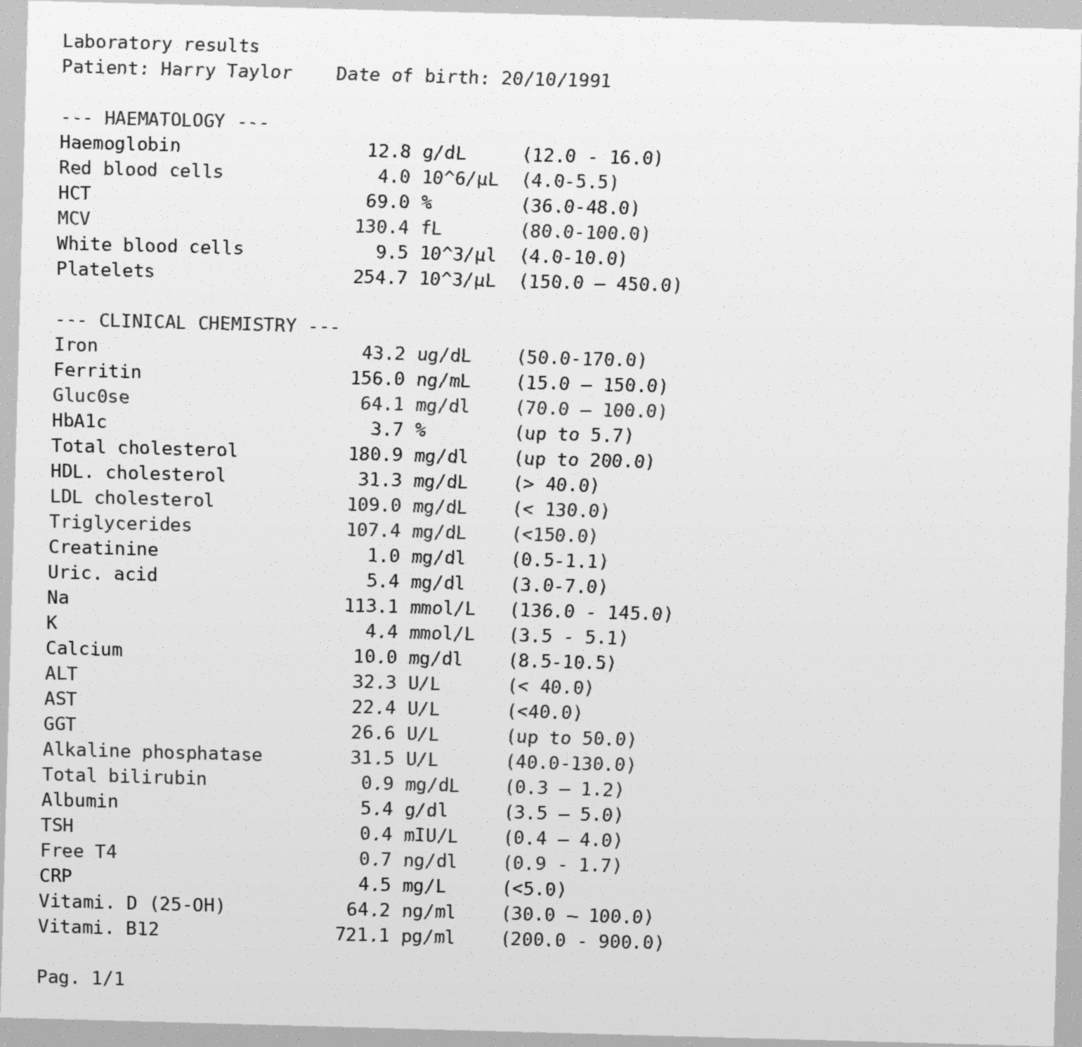 Laboratory results
Patient: Harry Taylor    Date of birth: 20/10/1991

--- HAEMATOLOGY ---
Haemoglobin 12.8 g/dL (12.0 - 16.0)
Red blood cells 4.0 10^6/µL (4.0-5.5)
HCT 69.0 % (36.0-48.0)
MCV 130.4 fL (80.0-100.0)
White blood cells 9.5 10^3/µl (4.0-10.0)
Platelets 254.7 10^3/µL (150.0 – 450.0)

--- CLINICAL CHEMISTRY ---
Iron 43.2 ug/dL (50.0-170.0)
Ferritin 156.0 ng/mL (15.0 – 150.0)
Gluc0se 64.1 mg/dl (70.0 – 100.0)
HbA1c 3.7 % (up to 5.7)
Total cholesterol 180.9 mg/dl (up to 200.0)
HDL. cholesterol 31.3 mg/dL (> 40.0)
LDL cholesterol 109.0 mg/dL (< 130.0)
Triglycerides 107.4 mg/dL (<150.0)
Creatinine 1.0 mg/dl (0.5-1.1)
Uric. acid 5.4 mg/dl (3.0-7.0)
Na 113.1 mmol/L (136.0 - 145.0)
K 4.4 mmol/L (3.5 - 5.1)
Calcium 10.0 mg/dl (8.5-10.5)
ALT 32.3 U/L (< 40.0)
AST 22.4 U/L (<40.0)
GGT 26.6 U/L (up to 50.0)
Alkaline phosphatase 31.5 U/L (40.0-130.0)
Total bilirubin 0.9 mg/dL (0.3 – 1.2)
Albumin 5.4 g/dl (3.5 – 5.0)
TSH 0.4 mIU/L (0.4 – 4.0)
Free T4 0.7 ng/dl (0.9 - 1.7)
CRP 4.5 mg/L (<5.0)
Vitami. D (25-OH) 64.2 ng/ml (30.0 – 100.0)
Vitami. B12 721.1 pg/ml (200.0 - 900.0)

Pag. 1/1